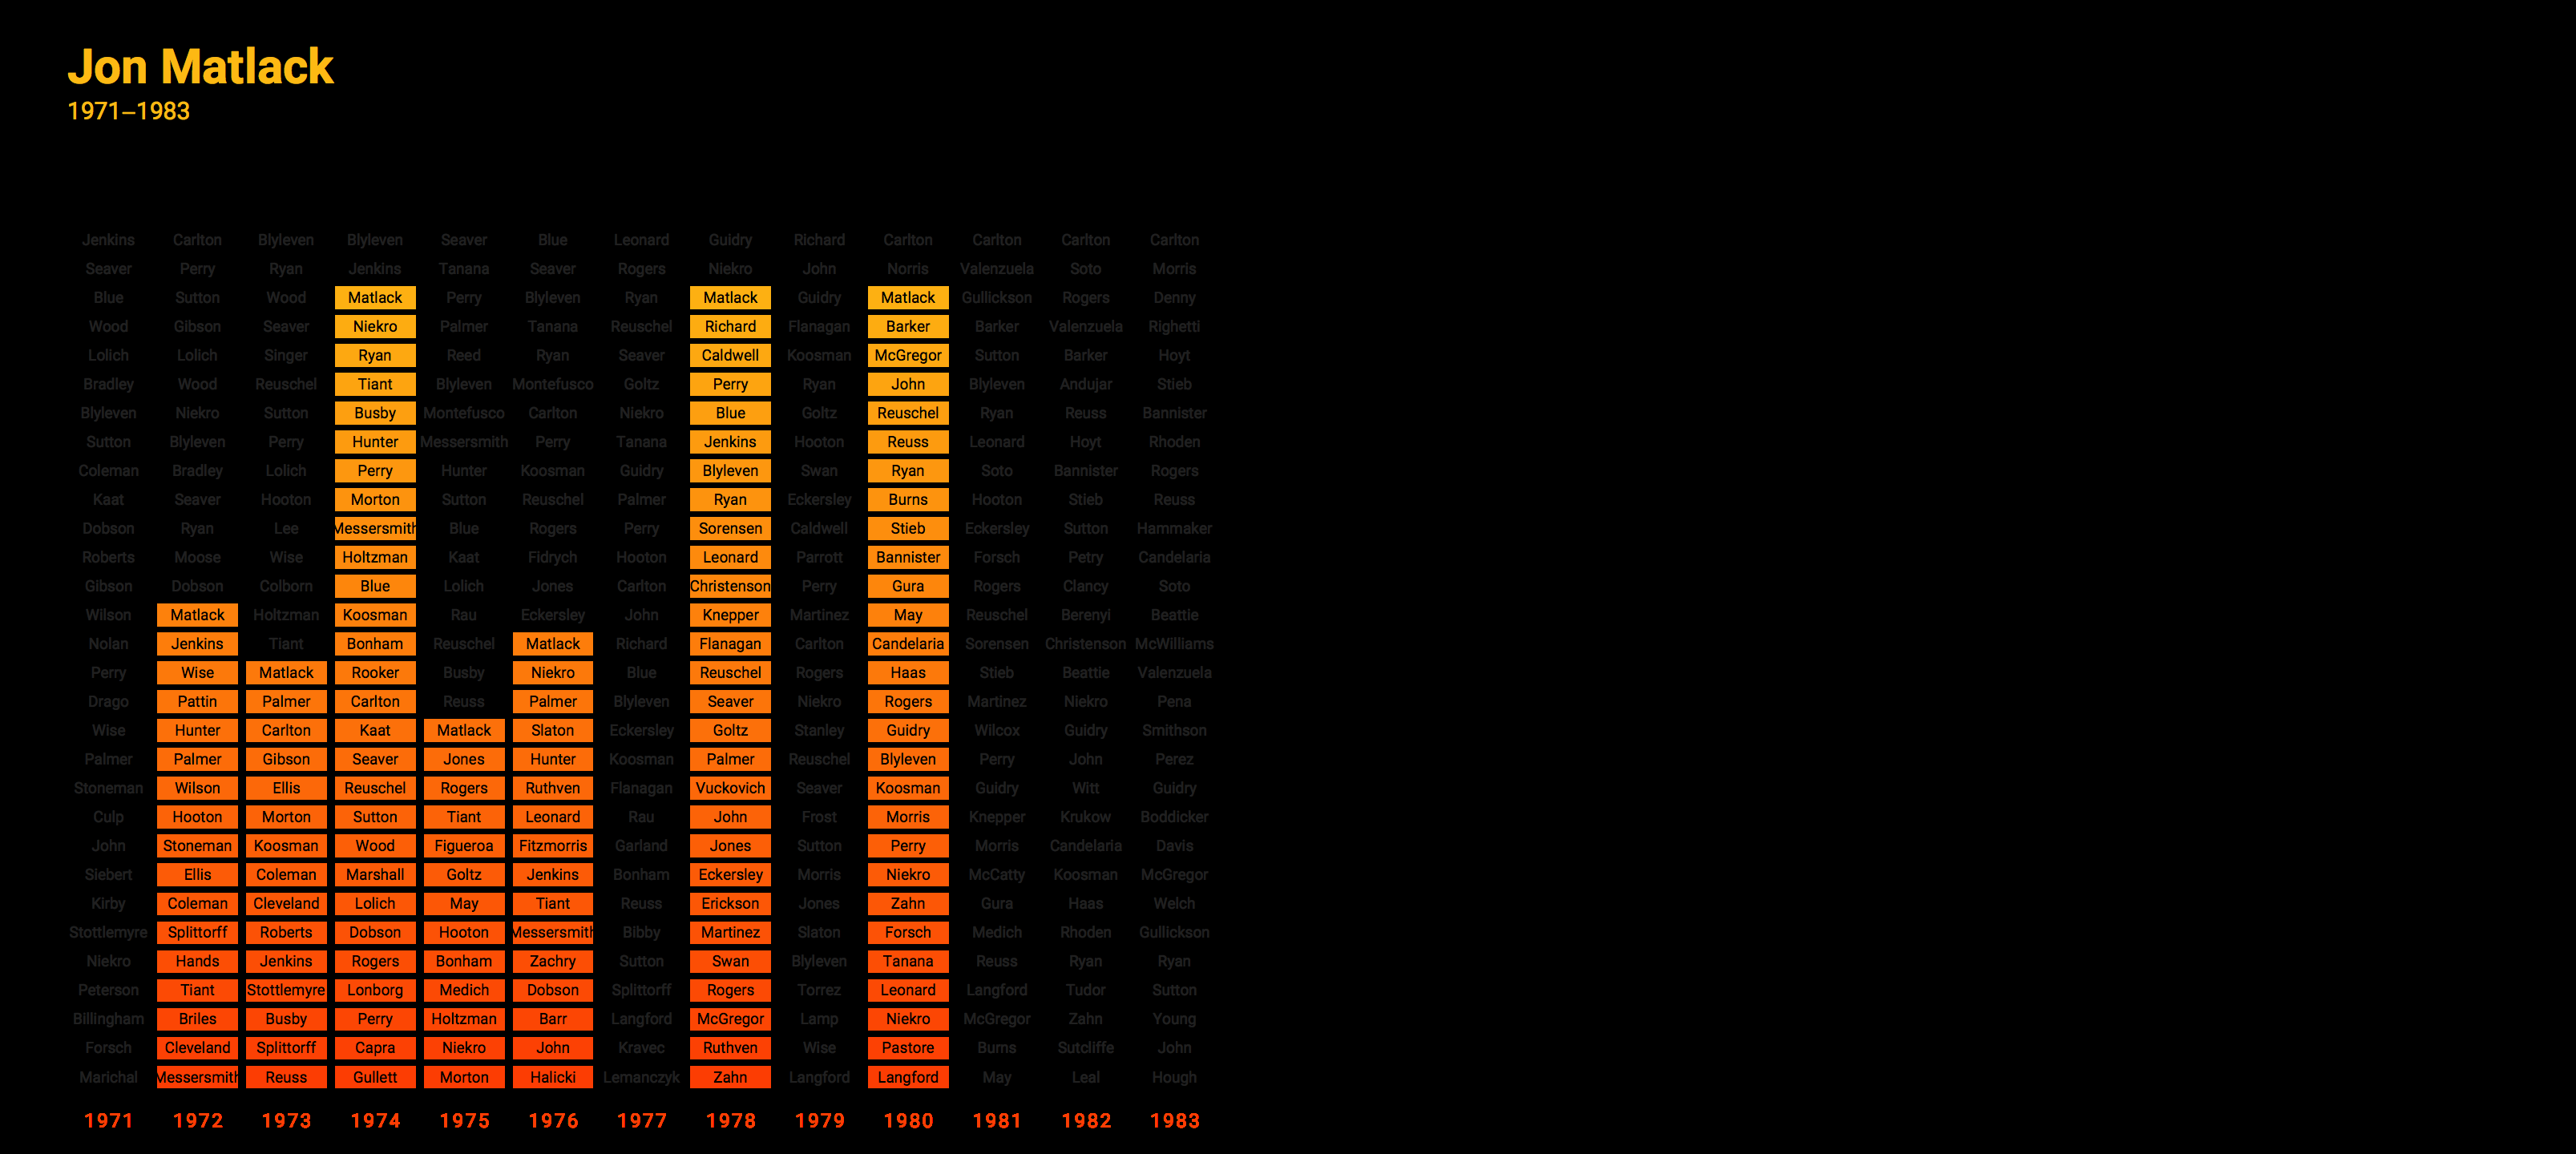 Jon Matlack
1971–1983
Jenkins Carlton Blyleven Blyleven Seaver Blue Leonard Guidry Richard Carlton Carlton Carlton Carlton
Seaver Perry Ryan Jenkins Tanana Seaver Rogers Niekro John Norris Valenzuela Soto Morris
Blue Sutton Wood Matlack Perry Blyleven Ryan Matlack Guidry Matlack Gullickson Rogers Denny
Wood Gibson Seaver Niekro Palmer Tanana Reuschel Richard Flanagan Barker Barker Valenzuela Righetti
Lolich Lolich Singer Ryan Reed Ryan Seaver Caldwell Koosman McGregor Sutton Barker Hoyt
Bradley Wood Reuschel Tiant Blyleven Montefusco Goltz Perry Ryan John Blyleven Andujar Stieb
Blyleven Niekro Sutton Busby Montefusco Carlton Niekro Blue Goltz Reuschel Ryan Reuss Bannister
Sutton Blyleven Perry Hunter Messersmith Perry Tanana Jenkins Hooton Reuss Leonard Hoyt Rhoden
Coleman Bradley Lolich Perry Hunter Koosman Guidry Blyleven Swan Ryan Soto Bannister Rogers
Kaat Seaver Hooton Morton Sutton Reuschel Palmer Ryan Eckersley Burns Hooton Stieb Reuss
Dobson Ryan Lee Messersmith Blue Rogers Perry Sorensen Caldwell Stieb Eckersley Sutton Hammaker
Roberts Moose Wise Holtzman Kaat Fidrych Hooton Leonard Parrott Bannister Forsch Petry Candelaria
Gibson Dobson Colborn Blue Lolich Jones Carlton Christenson Perry Gura Rogers Clancy Soto
Wilson Matlack Holtzman Koosman Rau Eckersley John Knepper Martinez May Reuschel Berenyi Beattie
Nolan Jenkins Tiant Bonham Reuschel Matlack Richard Flanagan Carlton Candelaria Sorensen Christenson McWilliams
Perry Wise Matlack Rooker Busby Niekro Blue Reuschel Rogers Haas Stieb Beattie Valenzuela
Drago Pattin Palmer Carlton Reuss Palmer Blyleven Seaver Niekro Rogers Martinez Niekro Pena
Wise Hunter Carlton Kaat Matlack Slaton Eckersley Goltz Stanley Guidry Wilcox Guidry Smithson
Palmer Palmer Gibson Seaver Jones Hunter Koosman Palmer Reuschel Blyleven Perry John Perez
Stoneman Wilson Ellis Reuschel Rogers Ruthven Flanagan Vuckovich Seaver Koosman Guidry Witt Guidry
Culp Hooton Morton Sutton Tiant Leonard Rau John Frost Morris Knepper Krukow Boddicker
John Stoneman Koosman Wood Figueroa Fitzmorris Garland Jones Sutton Perry Morris Candelaria Davis
Siebert Ellis Coleman Marshall Goltz Jenkins Bonham Eckersley Morris Niekro McCatty Koosman McGregor
Kirby Coleman Cleveland Lolich May Tiant Reuss Erickson Jones Zahn Gura Haas Welch
Stottlemyre Splittorff Roberts Dobson Hooton Messersmith Bibby Martinez Slaton Forsch Medich Rhoden Gullickson
Niekro Hands Jenkins Rogers Bonham Zachry Sutton Swan Blyleven Tanana Reuss Ryan Ryan
Peterson Tiant Stottlemyre Lonborg Medich Dobson Splittorff Rogers Torrez Leonard Langford Tudor Sutton
Billingham Briles Busby Perry Holtzman Barr Langford McGregor Lamp Niekro McGregor Zahn Young
Forsch Cleveland Splittorff Capra Niekro John Kravec Ruthven Wise Pastore Burns Sutcliffe John
Marichal Messersmith Reuss Gullett Morton Halicki Lemanczyk Zahn Langford Langford May Leal Hough
1971 1972 1973 1974 1975 1976 1977 1978 1979 1980 1981 1982 1983